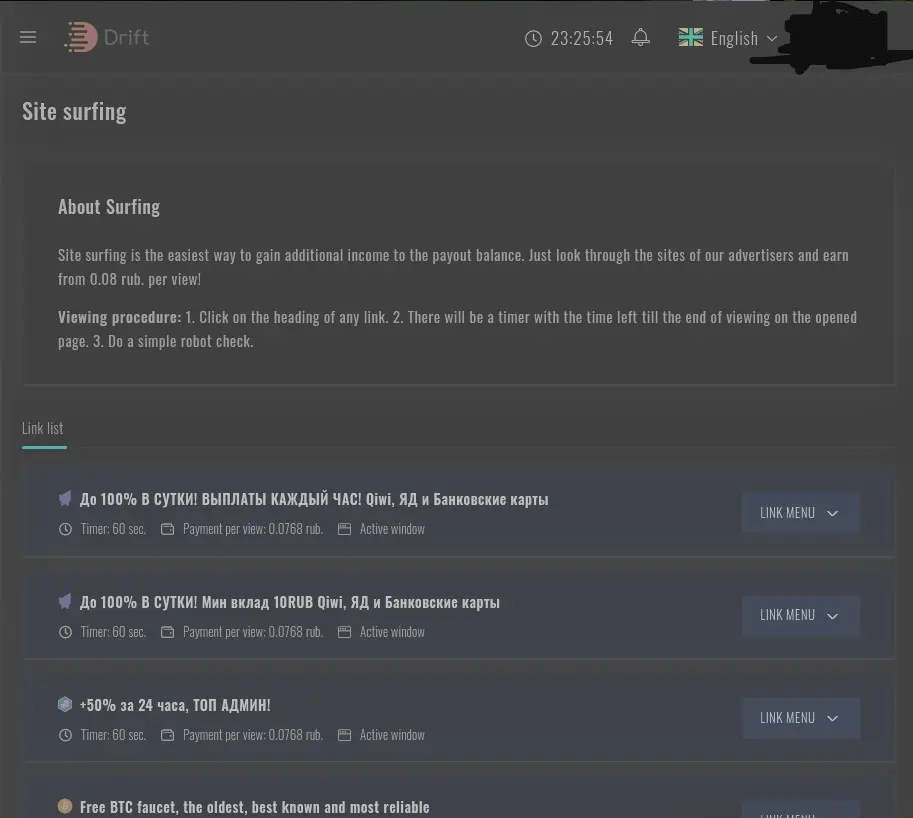 Drift
23:25:54
English
Site surfing
About Surfing
Site surfing is the easiest way to gain additional income to the payout balance. Just look through the sites of our advertisers and earn
from 0.08 rub. per view!
Viewing procedure: 1. Click on the heading of any link. 2. There will be a timer with the time left till the end of viewing on the opened
page. 3. Do a simple robot check.
Link list
До 100% В СУТКИ! ВЫПЛАТЫ КАЖДЫЙ ЧАС! Qiwi, ЯД и Банковские карты
Timer: 60 sec. Payment per view: 0.0768 rub. Active window
LINK MENU
До 100% В СУТКИ! Мин вклад 10RUB Qiwi, ЯД и Банковские карты
Timer: 60 sec. Payment per view: 0.0768 rub. Active window
LINK MENU
+50% за 24 часа, ТОП АДМИН!
Timer: 60 sec. Payment per view: 0.0768 rub. Active window
LINK MENU
Free BTC faucet, the oldest, best known and most reliable
LINK MENU